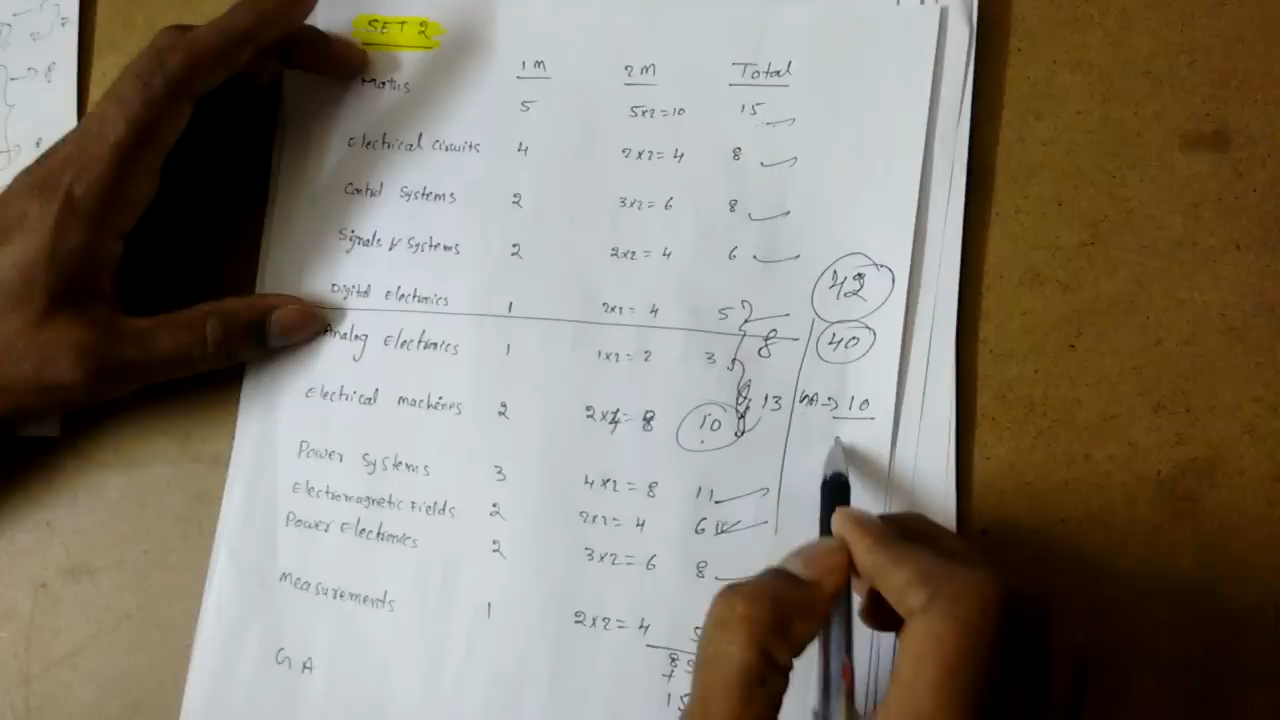 SET 2
1M 2M Total
Maths 5 5x2=10 15
Electrical Circuits 4 2x2=4 8
Control Systems 2 3x2=6 8
Signals & Systems 2 2x2=4 6
Digital Electronics 1 2x2=4 5
Analog Electronics 1 1x2=2 3 8
Electrical machines 2 2x4=8 10 13
Power Systems 3 4x2=8 11
Electromagnetic Fields 2 2x2=4 6
Power Electronics 2 3x2=6 8
Measurements 1 2x2=4
GA
42
40
GA→10